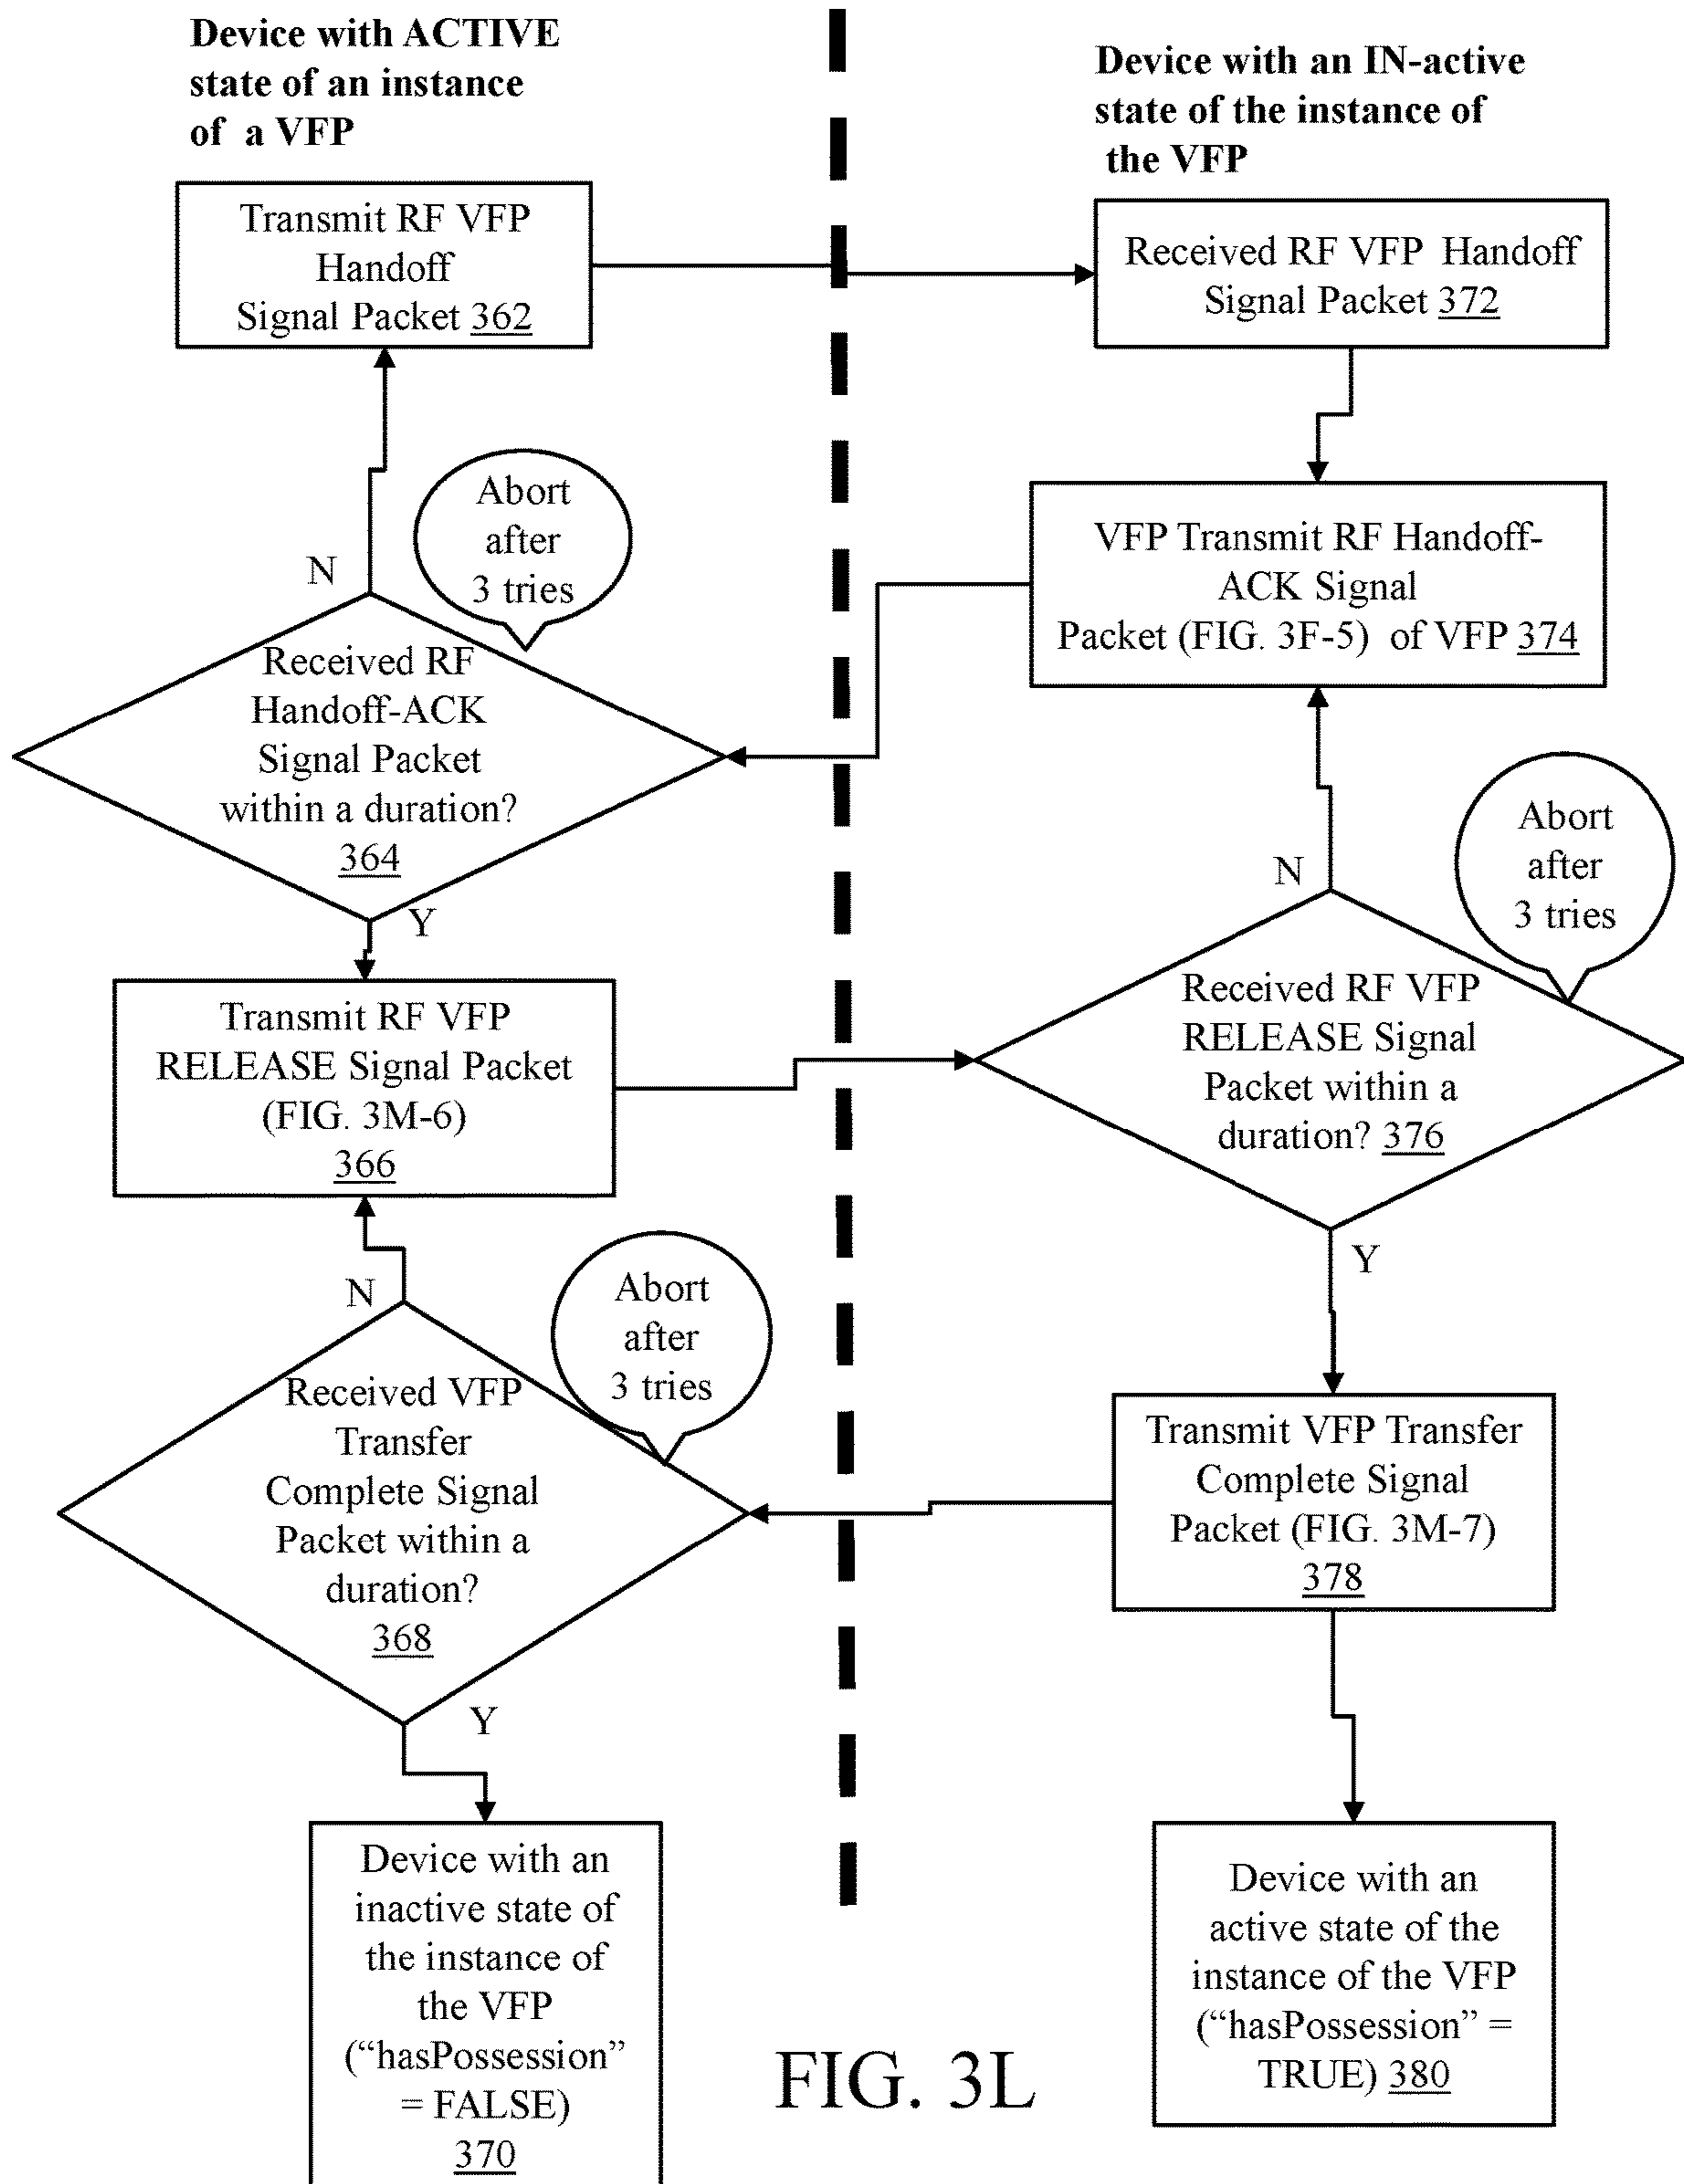 Device with ACTIVE
state of an instance
of a VFP
Device with an IN-active
state of the instance of
the VFP
Transmit RF VFP
Handoff
Signal Packet 362
Received RF VFP Handoff
Signal Packet 372
Abort
after
3 tries
N
VFP Transmit RF Handoff-
ACK Signal
Packet (FIG. 3F-5) of VFP 374
Received RF
Handoff-ACK
Signal Packet
within a duration?
364
Y
Abort
after
3 tries
N
Transmit RF VFP
RELEASE Signal Packet
(FIG. 3M-6)
366
Received RF VFP
RELEASE Signal
Packet within a
duration? 376
Y
N
Abort
after
3 tries
Received VFP
Transfer
Complete Signal
Packet within a
duration?
368
Y
Transmit VFP Transfer
Complete Signal
Packet (FIG. 3M-7)
378
Device with an
inactive state of
the instance of
the VFP
(“hasPossession”
= FALSE)
370
Device with an
active state of the
instance of the VFP
(“hasPossession” =
TRUE) 380
FIG. 3L